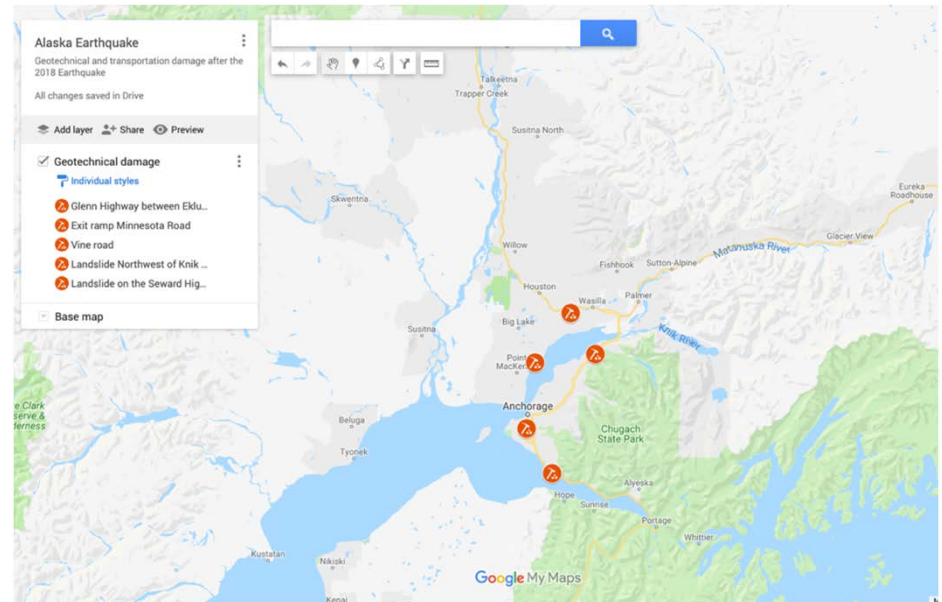 Alaska Earthquake
Geotechnical and transportation damage after the
2018 Earthquake
All changes saved in Drive
Add layer Share Preview
Geotechnical damage
Individual styles
Glenn Highway between Eklu...
Exit ramp Minnesota Road
Vine road
Landslide Northwest of Knik ...
Landslide on the Seward Hig...
Base map
Talkeetna
Trapper Creek
Susitna North
Eureka
Roadhouse
Skwentna
Glacier View
Willow
Matanuska River
Fishhook
Sutton-Alpine
Houston
Wasilla
Palmer
Big Lake
Susitna
Knik River
Point
MacKen
e Clark
serve &
derness
Anchorage
Beluga
Chugach
State Park
Tyonek
Alyeska
Hope
Sunrise
Portage
Whittier
Kustatan
Nikiski
Google My Maps
Kenai